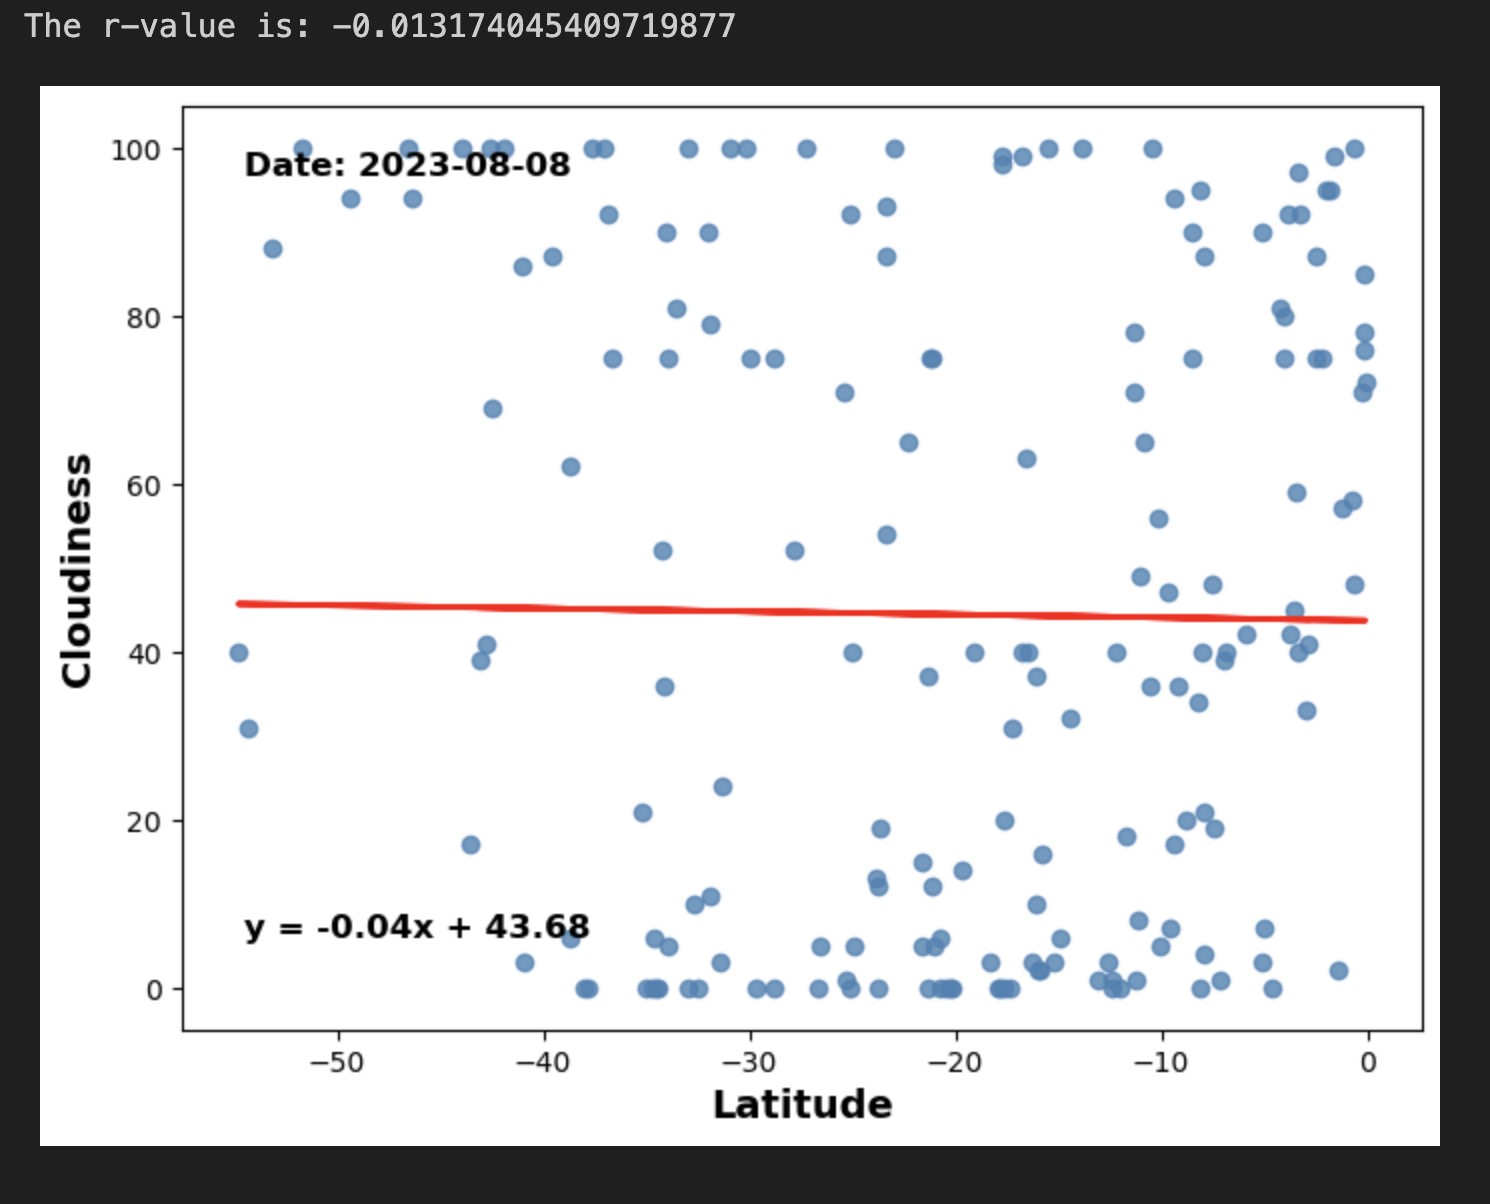 The r-value is: -0.013174045409719877
100
Date: 2023-08-08
80
60
Cloudiness
40
20
y = -0.04x + 43.68
0
−50 −40 −30 −20 −10 0
Latitude